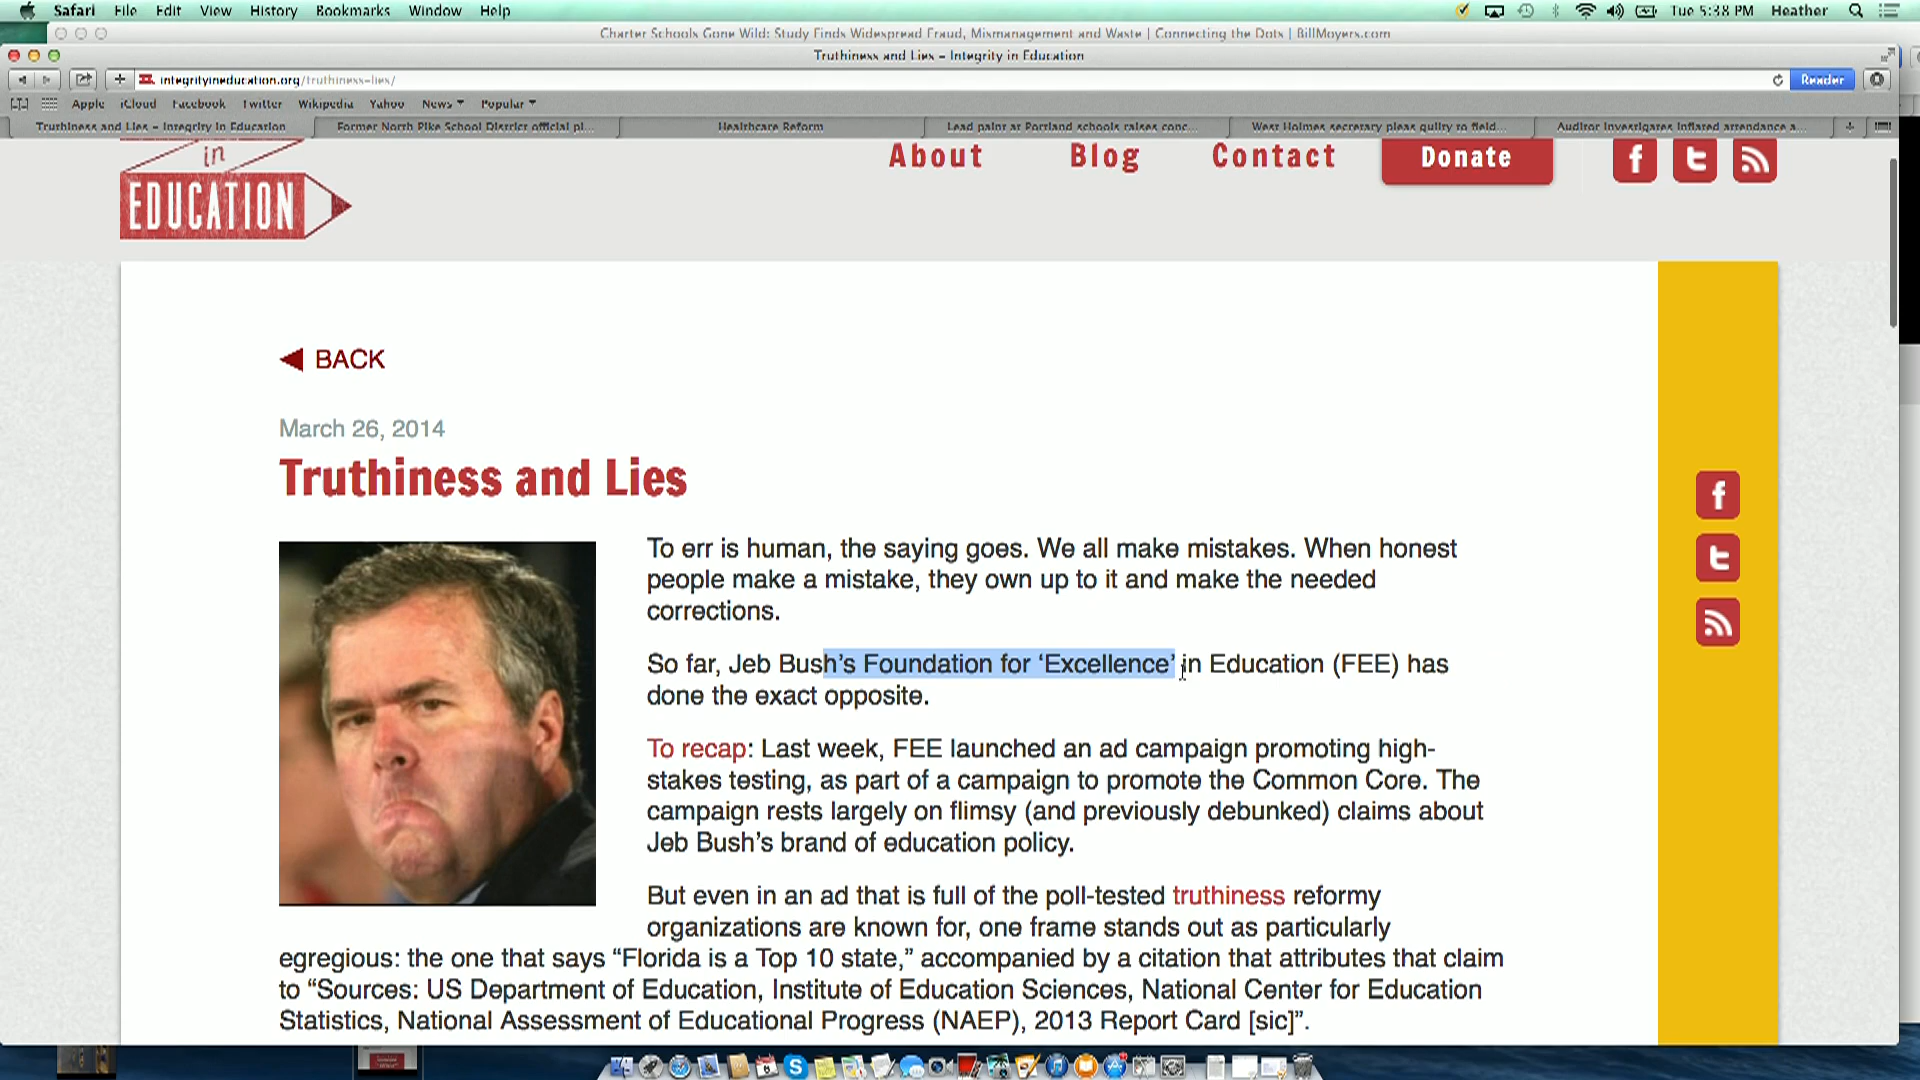 Safari File Edit View History Bookmarks Window Help Tue 5:38 PM Heather
Charter Schools Gone Wild: Study Finds Widespread Fraud, Mismanagement and Waste | Connecting the Dots | BillMoyers.com
Truthiness and Lies – Integrity in Education
integrityineducation.org/truthiness-lies/ Reader
Apple iCloud Facebook Twitter Wikipedia Yahoo News Popular
Truthiness and Lies – Integrity in Education Former North Pike School District official pl... Healthcare Reform Lead paint at Portland schools raises conc... West Holmes secretary pleas guilty to field... Auditor investigates inflated attendance a...
in
EDUCATION
About Blog Contact Donate
BACK
March 26, 2014
Truthiness and Lies
To err is human, the saying goes. We all make mistakes. When honest
people make a mistake, they own up to it and make the needed
corrections.
So far, Jeb Bush’s Foundation for ‘Excellence’ in Education (FEE) has
done the exact opposite.
To recap: Last week, FEE launched an ad campaign promoting high-
stakes testing, as part of a campaign to promote the Common Core. The
campaign rests largely on flimsy (and previously debunked) claims about
Jeb Bush’s brand of education policy.
But even in an ad that is full of the poll-tested truthiness reformy
organizations are known for, one frame stands out as particularly
egregious: the one that says “Florida is a Top 10 state,” accompanied by a citation that attributes that claim
to “Sources: US Department of Education, Institute of Education Sciences, National Center for Education
Statistics, National Assessment of Educational Progress (NAEP), 2013 Report Card [sic]”.